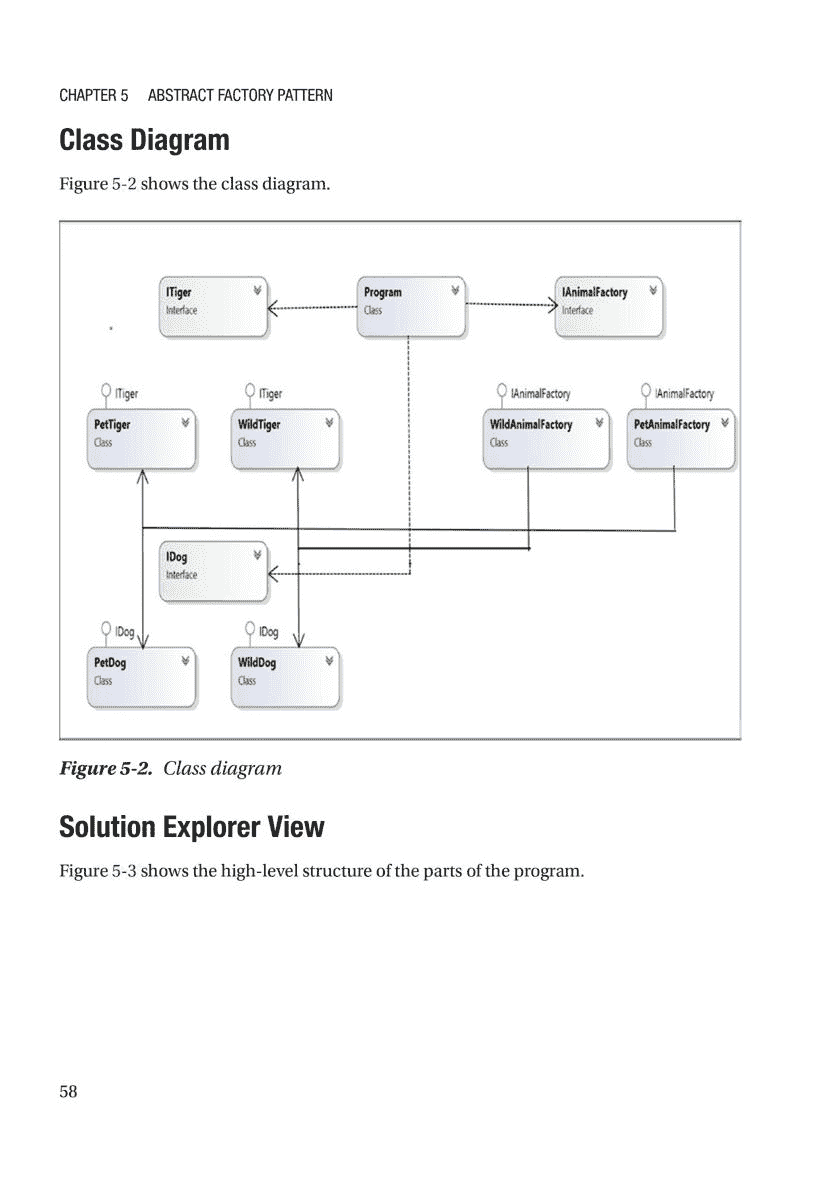 CHAPTER 5 ABSTRACT FACTORY PATTERN
Class Diagram
Figure 5-2 shows the class diagram.
ITiger
Interface
Program
Class
IAnimalFactory
Interface
ITiger
ITiger
IAnimalFactory
IAnimalFactory
PetTiger
Class
WildTiger
Class
WildAnimalFactory
Class
PetAnimalFactory
Class
IDog
Interface
IDog
IDog
PetDog
Class
WildDog
Class
Figure 5-2. Class diagram
Solution Explorer View
Figure 5-3 shows the high-level structure of the parts of the program.
58